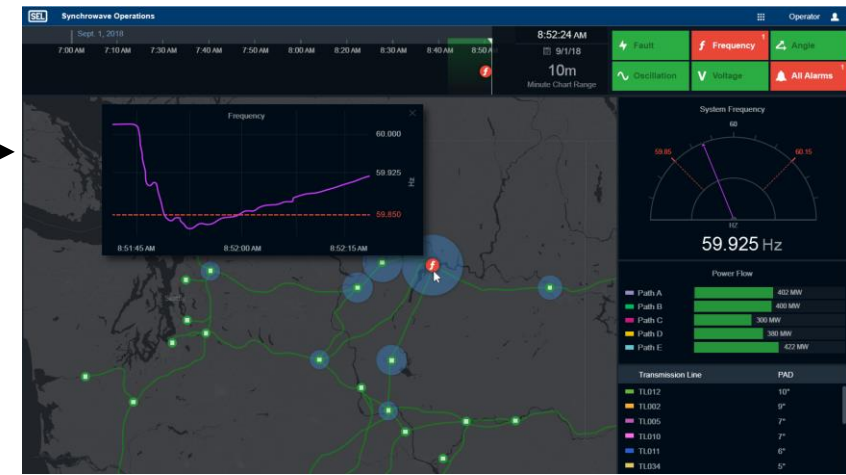 SEL Synchrowave Operations Operator
Sept. 1, 2018
7:00 AM 7:10 AM 7:30 AM 7:40 AM 7:50 AM 8:00 AM 8:20 AM 8:30 AM 8:40 AM 8:50 A
8:52:24 AM
9/1/18
10m
Minute Chart Range
Fault
Frequency 1
Angle
Oscillation
V Voltage
All Alarms 1
Frequency
60.000
59.925
Hz
59.850
8:51:45 AM 8:52:00 AM 8:52:15 AM
System Frequency
60
59.85 60.15
HZ
59.925 Hz
Power Flow
Path A 402 MW
Path B 400 MW
Path C 300 MW
Path D 380 MW
Path E 422 MW
Transmission Line PAD
TL012 10°
TL002 9°
TL005 7°
TL010 7°
TL011 6°
TL034 5°